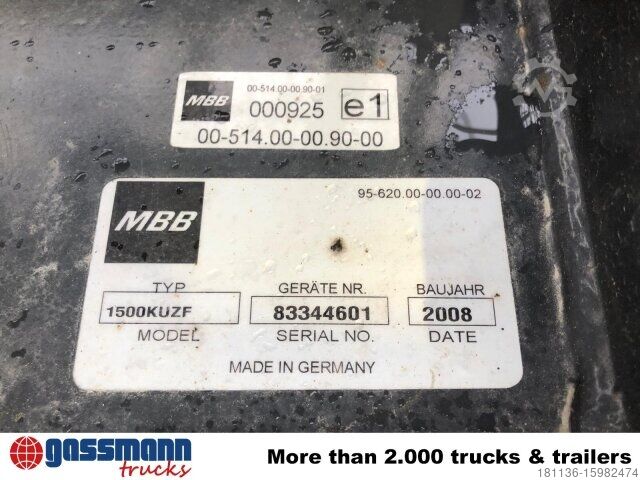 MBB
00-514.00-00.90-01
000925 e1
00-514.00-00.90-00
95-620.00-00.00-02
MBB
TYP GERÄTE NR. BAUJAHR
1500KUZF 83344601 2008
MODEL SERIAL NO. DATE
MADE IN GERMANY
gassmann
trucks
More than 2.000 trucks & trailers
181136-15982474